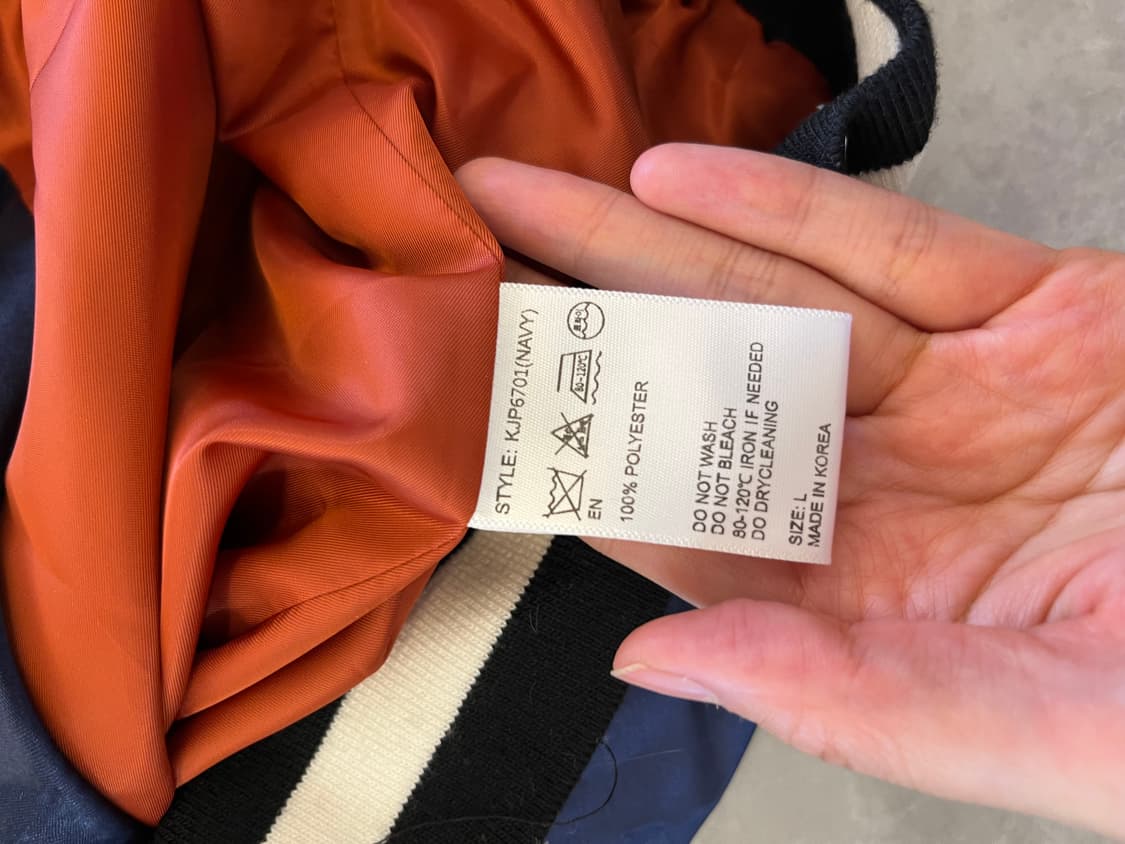 STYLE: KJP6701(NAVY)
80-120℃
EN
100% POLYESTER
DO NOT WASH
DO NOT BLEACH
80-120℃ IRON IF NEEDED
DO DRYCLEANING
SIZE: L
MADE IN KOREA